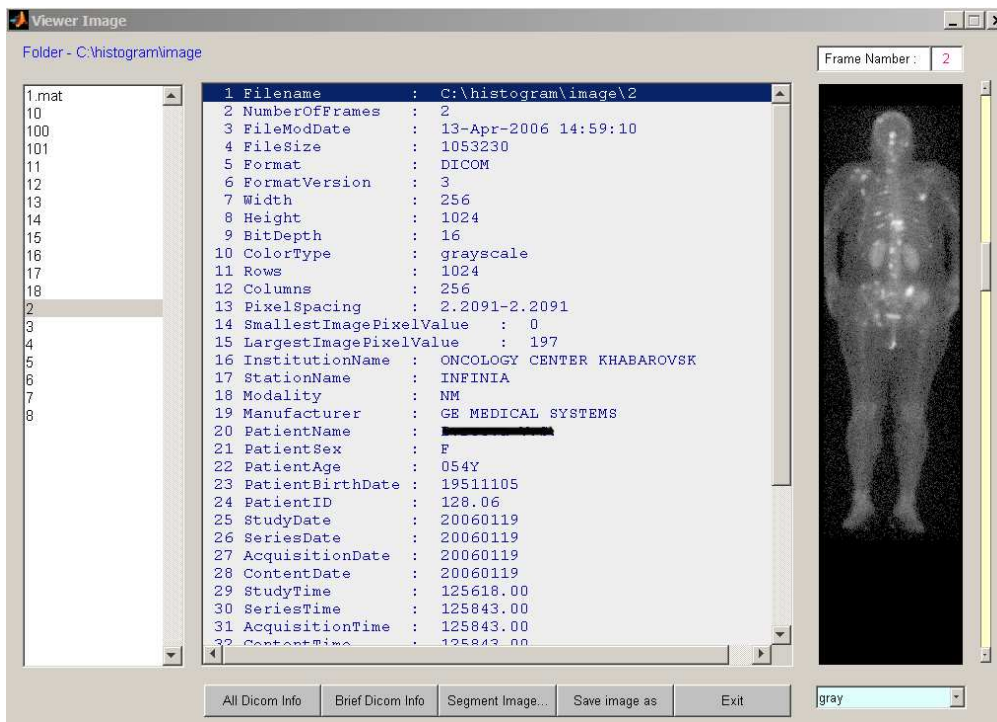 Viewer Image
Folder - C:\histogram\image
Frame Namber : 2
1.mat
10
100
101
11
12
13
14
15
16
17
18
2
3
4
5
6
7
8
1 Filename : C:\histogram\image\2
2 NumberOfFrames : 2
3 FileModDate : 13-Apr-2006 14:59:10
4 FileSize : 1053230
5 Format : DICOM
6 FormatVersion : 3
7 Width : 256
8 Height : 1024
9 BitDepth : 16
10 ColorType : grayscale
11 Rows : 1024
12 Columns : 256
13 PixelSpacing : 2.2091-2.2091
14 SmallestImagePixelValue : 0
15 LargestImagePixelValue : 197
16 InstitutionName : ONCOLOGY CENTER KHABAROVSK
17 StationName : INFINIA
18 Modality : NM
19 Manufacturer : GE MEDICAL SYSTEMS
20 PatientName :
21 PatientSex : F
22 PatientAge : 054Y
23 PatientBirthDate : 19511105
24 PatientID : 128.06
25 StudyDate : 20060119
26 SeriesDate : 20060119
27 AcquisitionDate : 20060119
28 ContentDate : 20060119
29 StudyTime : 125618.00
30 SeriesTime : 125843.00
31 AcquisitionTime : 125843.00
32 ContentTime : 125843.00
All Dicom Info
Brief Dicom Info
Segment Image...
Save image as
Exit
gray